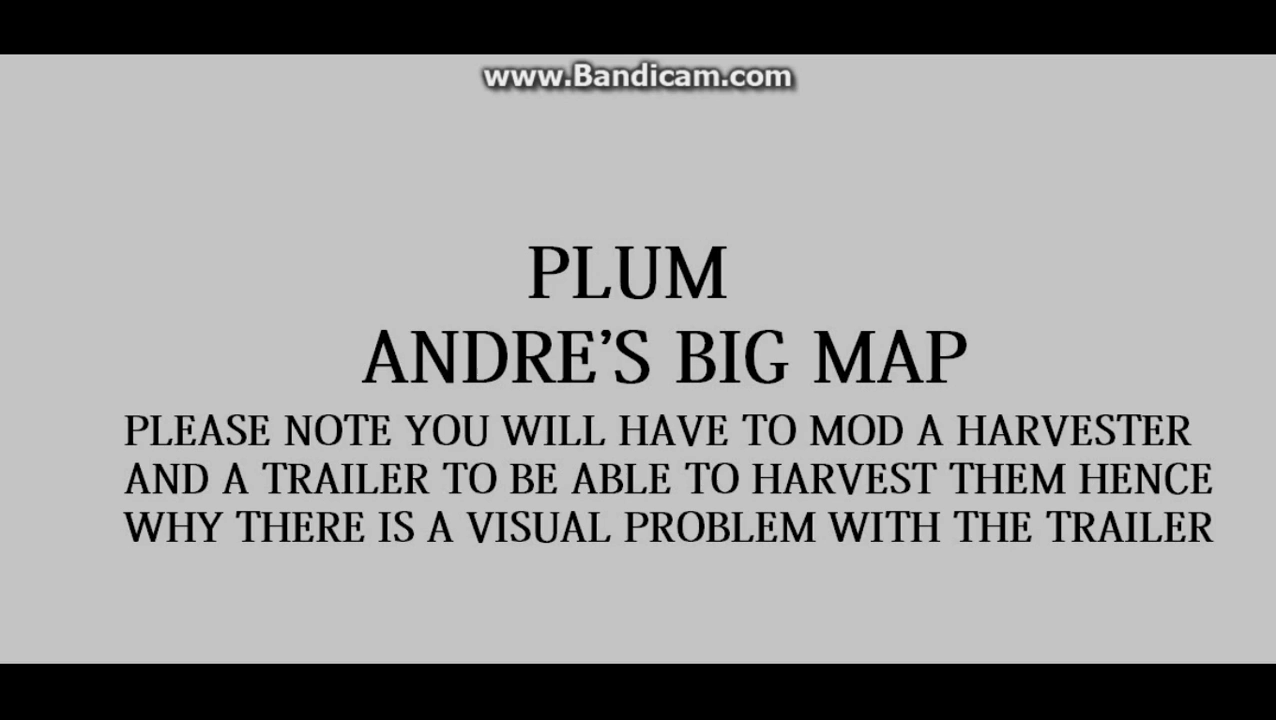 www.Bandicam.com
PLUM
ANDRE'S BIG MAP
PLEASE NOTE YOU WILL HAVE TO MOD A HARVESTER
AND A TRAILER TO BE ABLE TO HARVEST THEM HENCE
WHY THERE IS A VISUAL PROBLEM WITH THE TRAILER